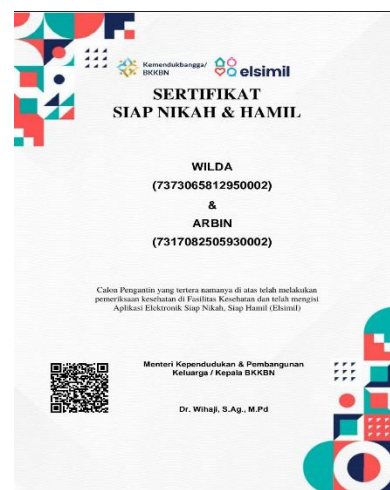 Kemendukbangga/
BKKBN
elsimil
SERTIFIKAT
SIAP NIKAH & HAMIL
WILDA
(7373065812950002)
&
ARBIN
(7317082505930002)
Calon Pengantin yang tertera namanya di atas telah melakukan
pemeriksaan kesehatan di Fasilitas Kesehatan dan telah mengisi
Aplikasi Elektronik Siap Nikah, Siap Hamil (Elsimil)
Menteri Kependudukan & Pembangunan
Keluarga / Kepala BKKBN
Dr. Wihaji, S.Ag., M.Pd